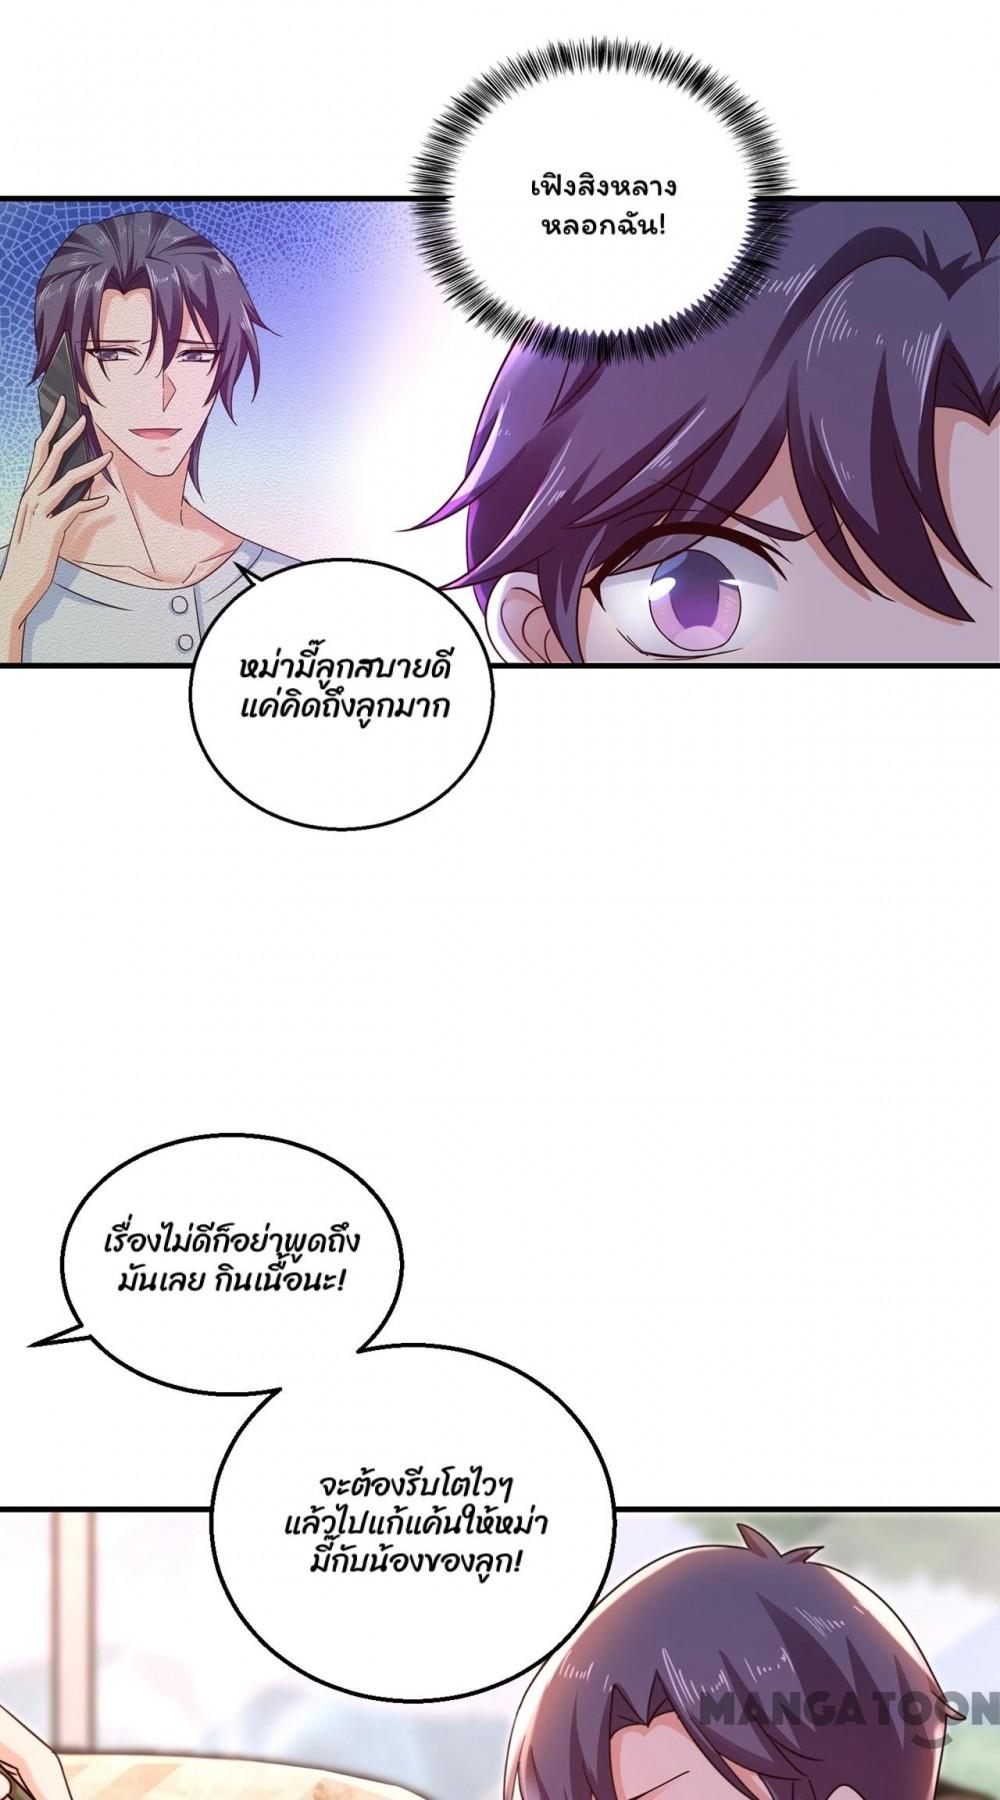 เฟิงสิงหลาง
หลอกฉัน!
หม่ามี๊ลูกสบายดี
แค่คิดถึงลูกมาก
เรื่องไม่ดีก็อย่าพูดถึง
มันเลย กินเนื้อนะ!
จะต้องรีบโตไวๆ
แล้วไปแก้แค้นให้หม่า
มี๊กับน้องของลูก!
MANGATOON